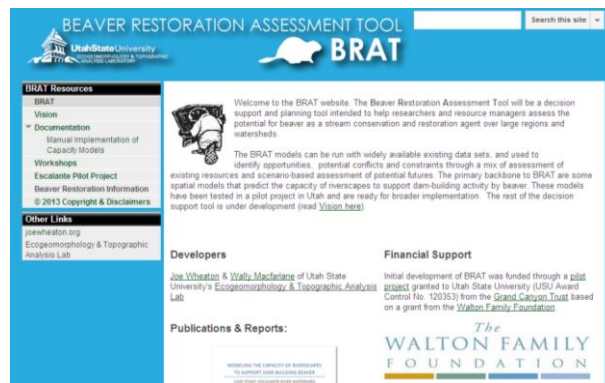 BEAVER RESTORATION ASSESSMENT TOOL
BRAT
UtahStateUniversity
ECOGEOMORPHOLOGY & TOPOGRAPHIC
ANALYSIS LABORATORY
Search this site
BRAT Resources
BRAT
Vision
Documentation
Manual Implementation of
Capacity Models
Workshops
Escalante Pilot Project
Beaver Restoration Information
© 2013 Copyright & Disclaimers
Other Links
joewheaton.org
Ecogeomorphology & Topographic
Analysis Lab
Welcome to the BRAT website. The Beaver Restoration Assessment Tool will be a decision
support and planning tool intended to help researchers and resource managers assess the
potential for beaver as a stream conservation and restoration agent over large regions and
watersheds.
The BRAT models can be run with widely available existing data sets, and used to
identify opportunities, potential conflicts and constraints through a mix of assessment of
existing resources and scenario-based assessment of potential futures. The primary backbone to BRAT are some
spatial models that predict the capacity of riverscapes to support dam-building activity by beaver. These models
have been tested in a pilot project in Utah and are ready for broader implementation. The rest of the decision
support tool is under development (read Vision here).
Developers
Joe Wheaton & Wally Macfarlane of Utah State
University's Ecogeomorphology & Topographic Analysis
Lab
Publications & Reports:
MODELING THE CAPACITY OF RIVERSCAPES
TO SUPPORT DAM-BUILDING BEAVER
Financial Support
Initial development of BRAT was funded through a pilot
project granted to Utah State University (USU Award
Control No. 120353) from the Grand Canyon Trust based
on a grant from the Walton Family Foundation
The
WALTON FAMILY
FOUNDATION